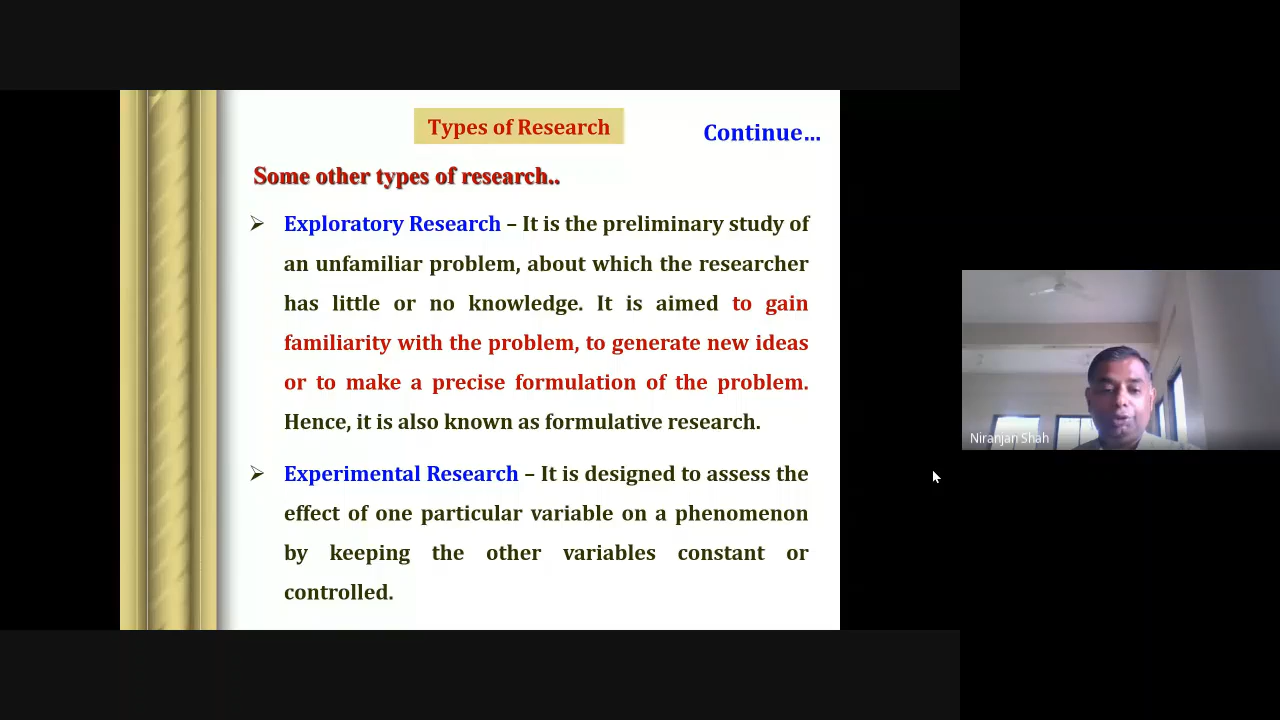 Types of Research
Continue...
Some other types of research..
➢ Exploratory Research – It is the preliminary study of
an unfamiliar problem, about which the researcher
has little or no knowledge. It is aimed to gain
familiarity with the problem, to generate new ideas
or to make a precise formulation of the problem.
Hence, it is also known as formulative research.
➢ Experimental Research – It is designed to assess the
effect of one particular variable on a phenomenon
by keeping the other variables constant or
controlled.
Niranjan Shah